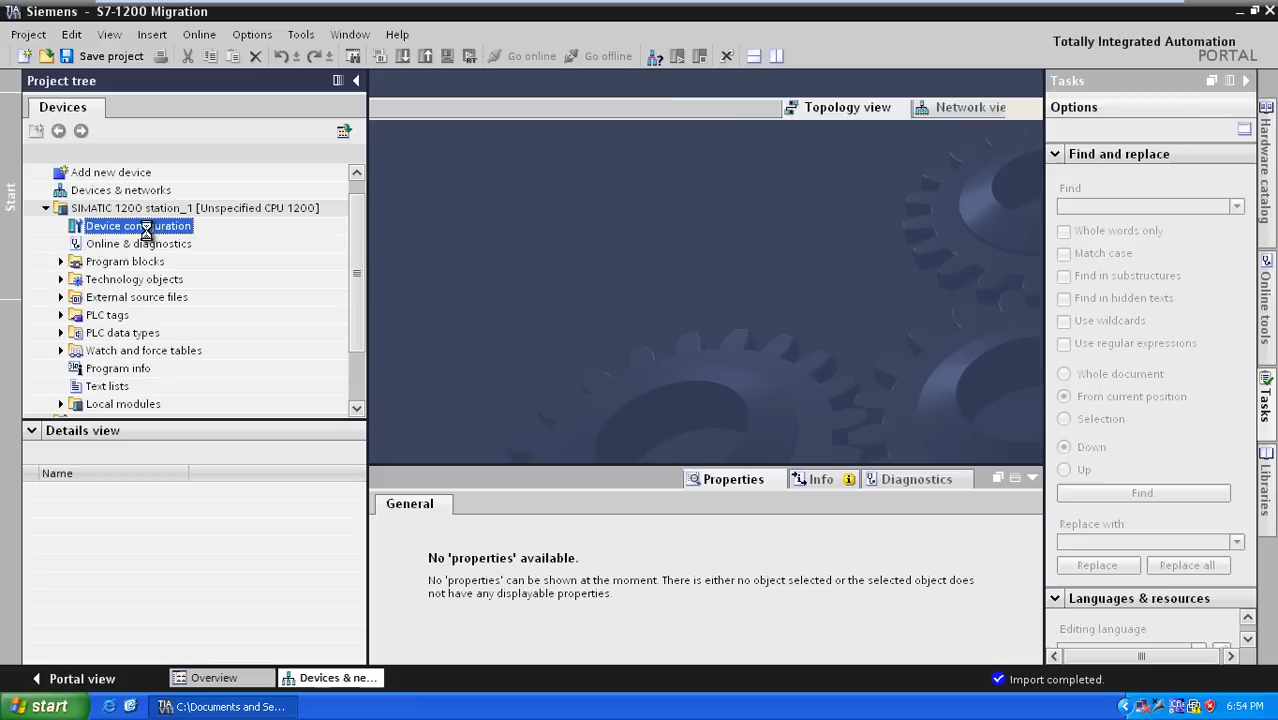 Siemens - S7-1200 Migration
Project Edit View Insert Online Options Tools Window Help
Totally Integrated Automation
PORTAL
Save project
Go online
Go offline
Project tree
Devices
Start
Add new device
Devices & networks
SIMATIC 1200 station_1 [Unspecified CPU 1200]
Device configuration
Online & diagnostics
Program blocks
Technology objects
External source files
PLC tags
PLC data types
Watch and force tables
Program info
Text lists
Local modules
Details view
Name
Topology view
Network vie
Properties
Info
Diagnostics
General
No 'properties' available.
No 'properties' can be shown at the moment. There is either no object selected or the selected object does
not have any displayable properties.
Tasks
Options
Find and replace
Find
Whole words only
Match case
Find in substructures
Find in hidden texts
Use wildcards
Use regular expressions
Whole document
From current position
Selection
Down
Up
Find
Replace with:
Replace
Replace all
Languages & resources
Editing language
Hardware catalog
Online tools
Tasks
Libraries
Portal view
Overview
Devices & ne...
Import completed.
start
C:\Documents and Se...
6:54 PM